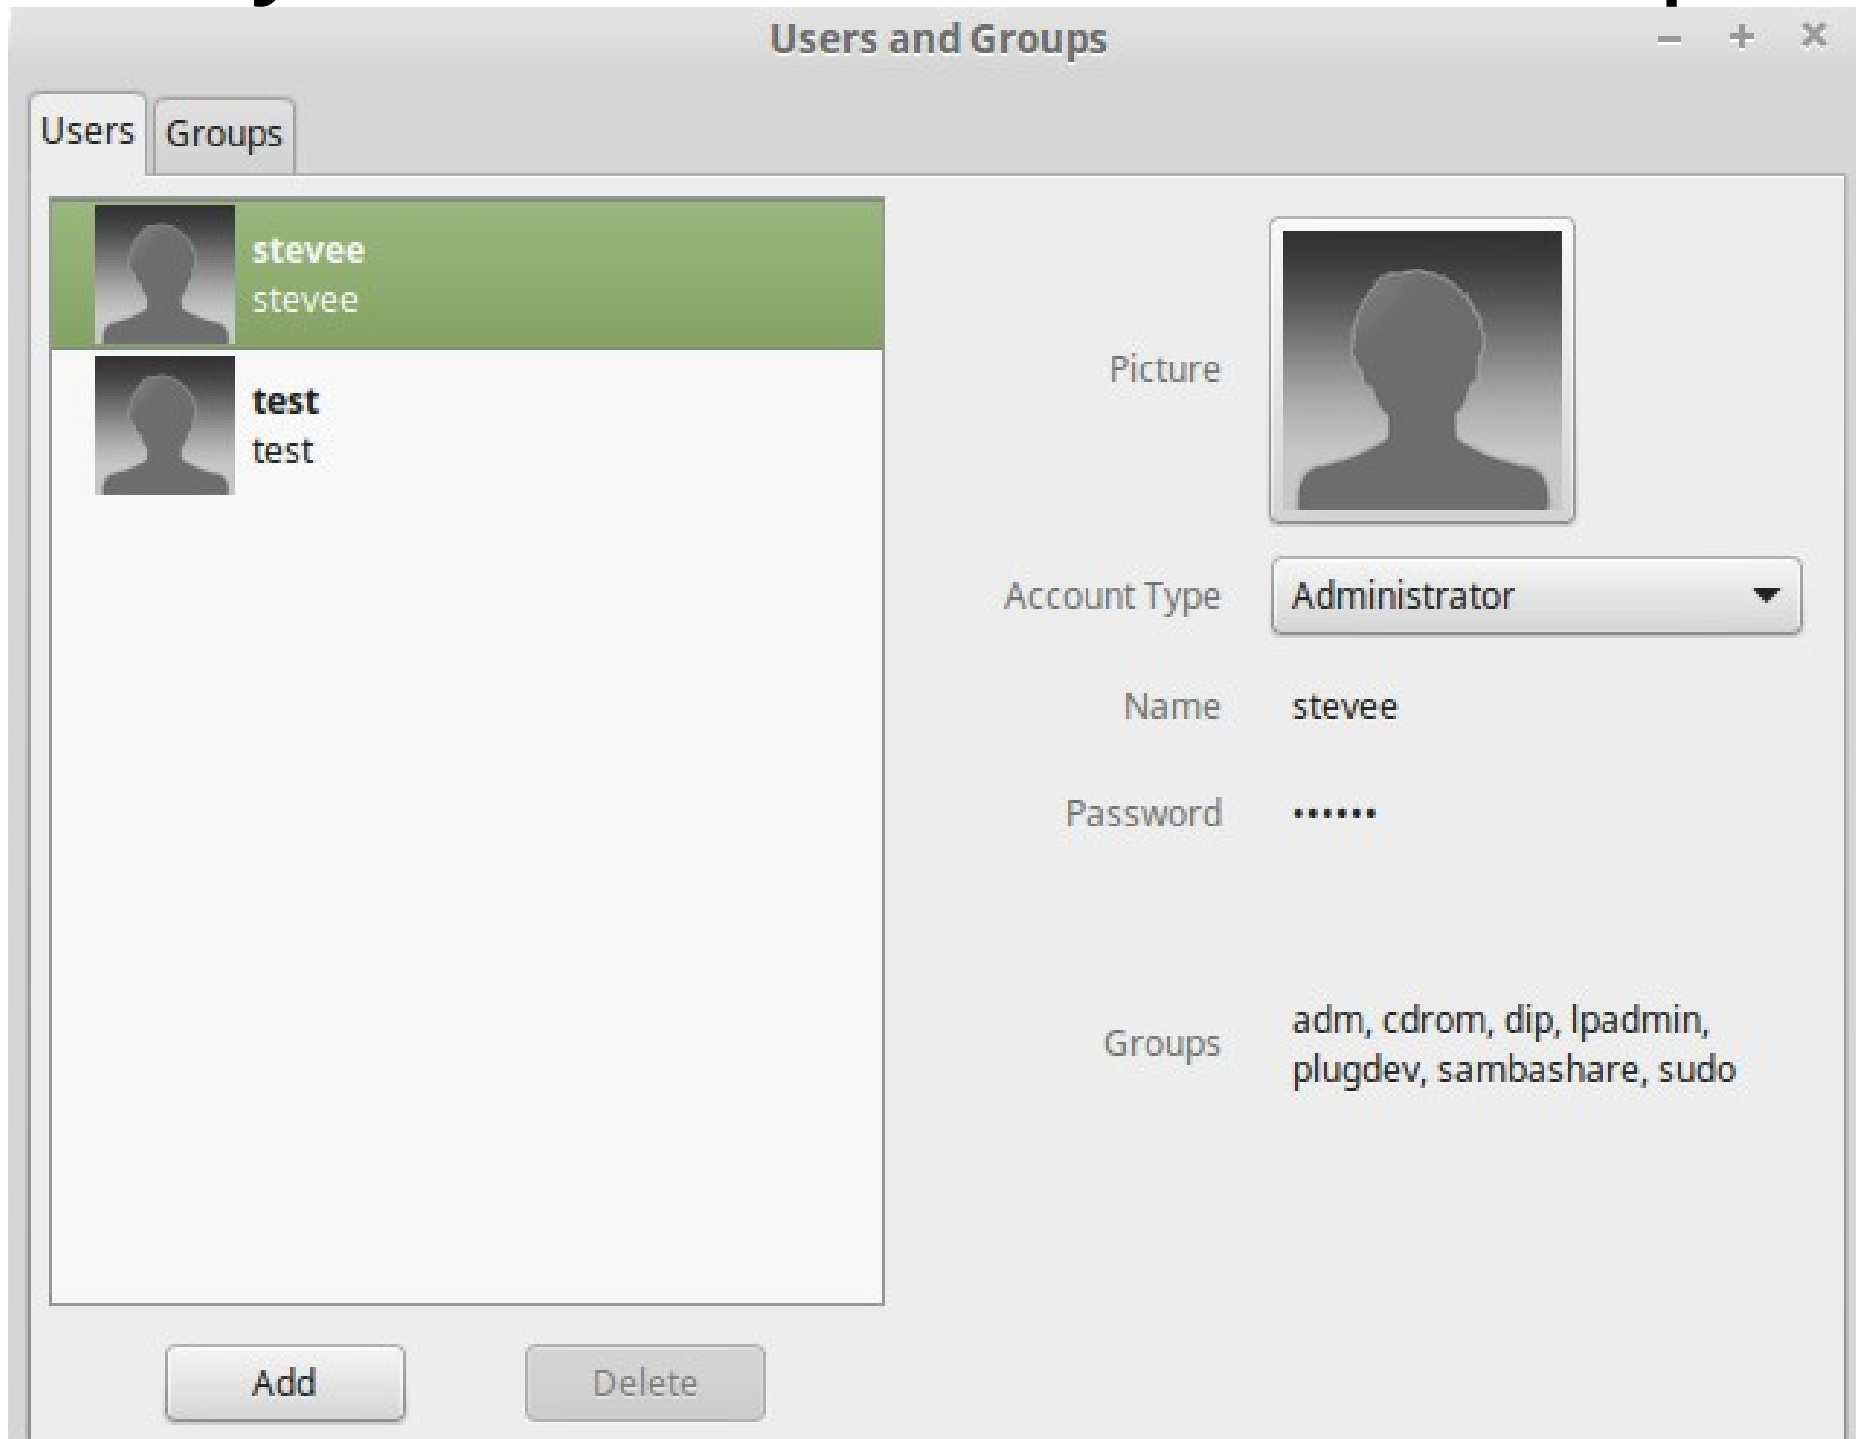 Users and Groups
Users
Groups
stevee
stevee
test
test
Picture
Account Type
Administrator
Name
stevee
Password
••••••
Groups
adm, cdrom, dip, lpadmin,
plugdev, sambashare, sudo
Add
Delete